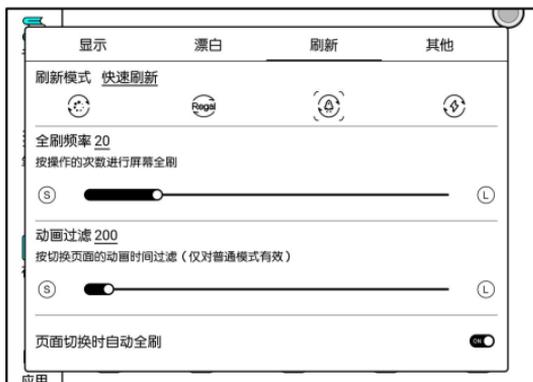 显示 漂白 刷新 其他
刷新模式 快速刷新
Regal
全刷频率 20
按操作的次数进行屏幕全刷
S L
动画过滤 200
按切换页面的动画时间过滤（仅对普通模式有效）
S L
页面切换时自动全刷 ON
应用